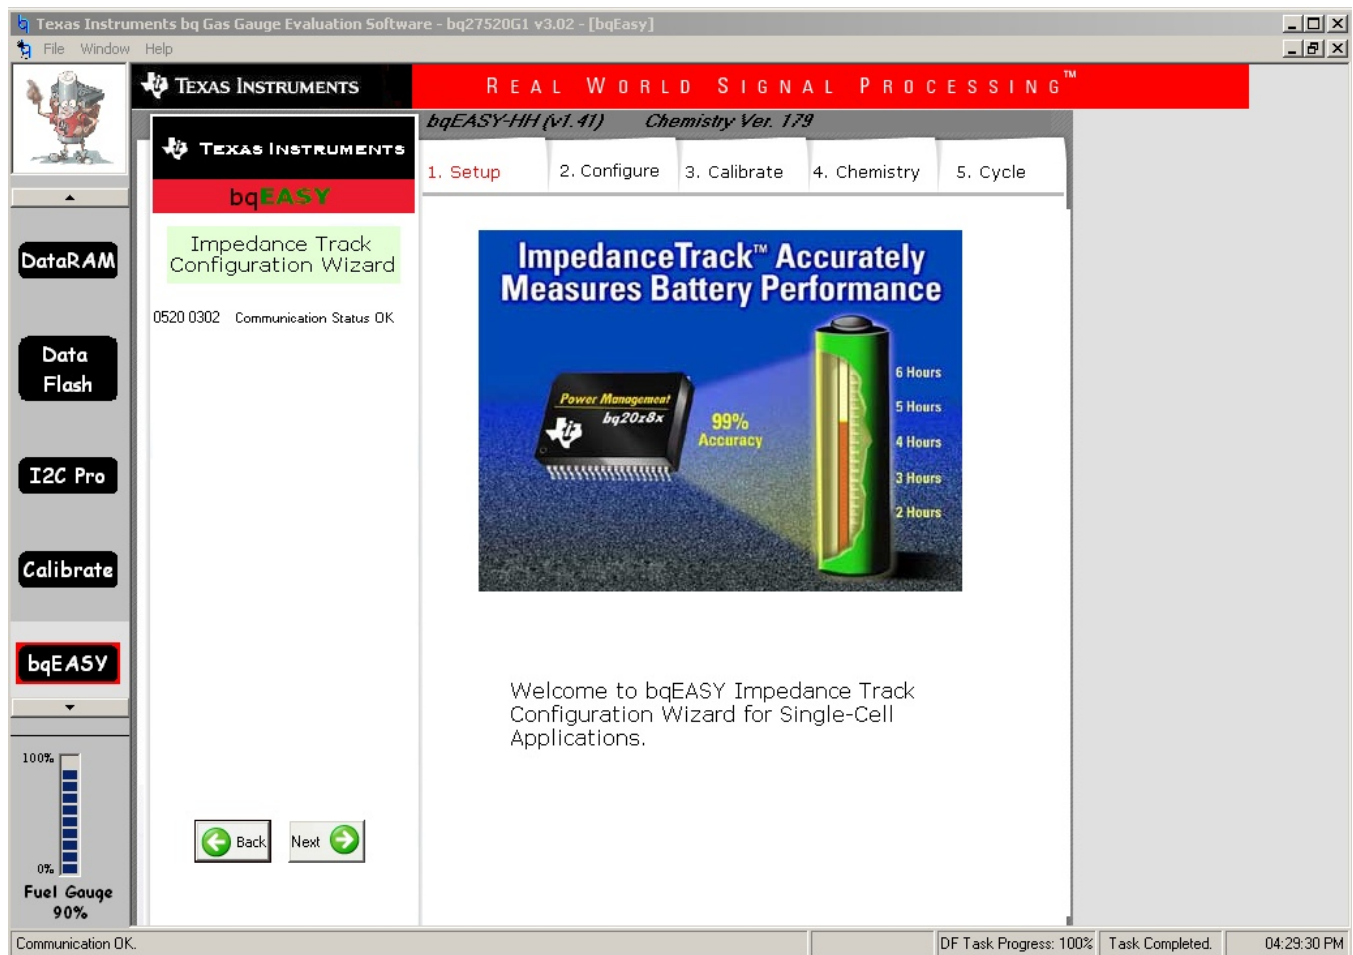 Texas Instruments bq Gas Gauge Evaluation Software - bq27520G1 v3.02 - [bqEasy]
File Window Help
TEXAS INSTRUMENTS
REAL WORLD SIGNAL PROCESSING™
bqEASY-HH (v1.41) Chemistry Ver. 179
TEXAS INSTRUMENTS
bqEASY
1. Setup
2. Configure
3. Calibrate
4. Chemistry
5. Cycle
Impedance Track
Configuration Wizard
0520 0302 Communication Status OK
DataRAM
Data
Flash
I2C Pro
Calibrate
bqEASY
ImpedanceTrack™ Accurately
Measures Battery Performance
Power Management
bq20z8x
99%
Accuracy
6 Hours
5 Hours
4 Hours
3 Hours
2 Hours
Welcome to bqEASY Impedance Track
Configuration Wizard for Single-Cell
Applications.
Back
Next
100%
0%
Fuel Gauge
90%
Communication OK.
DF Task Progress: 100%
Task Completed.
04:29:30 PM